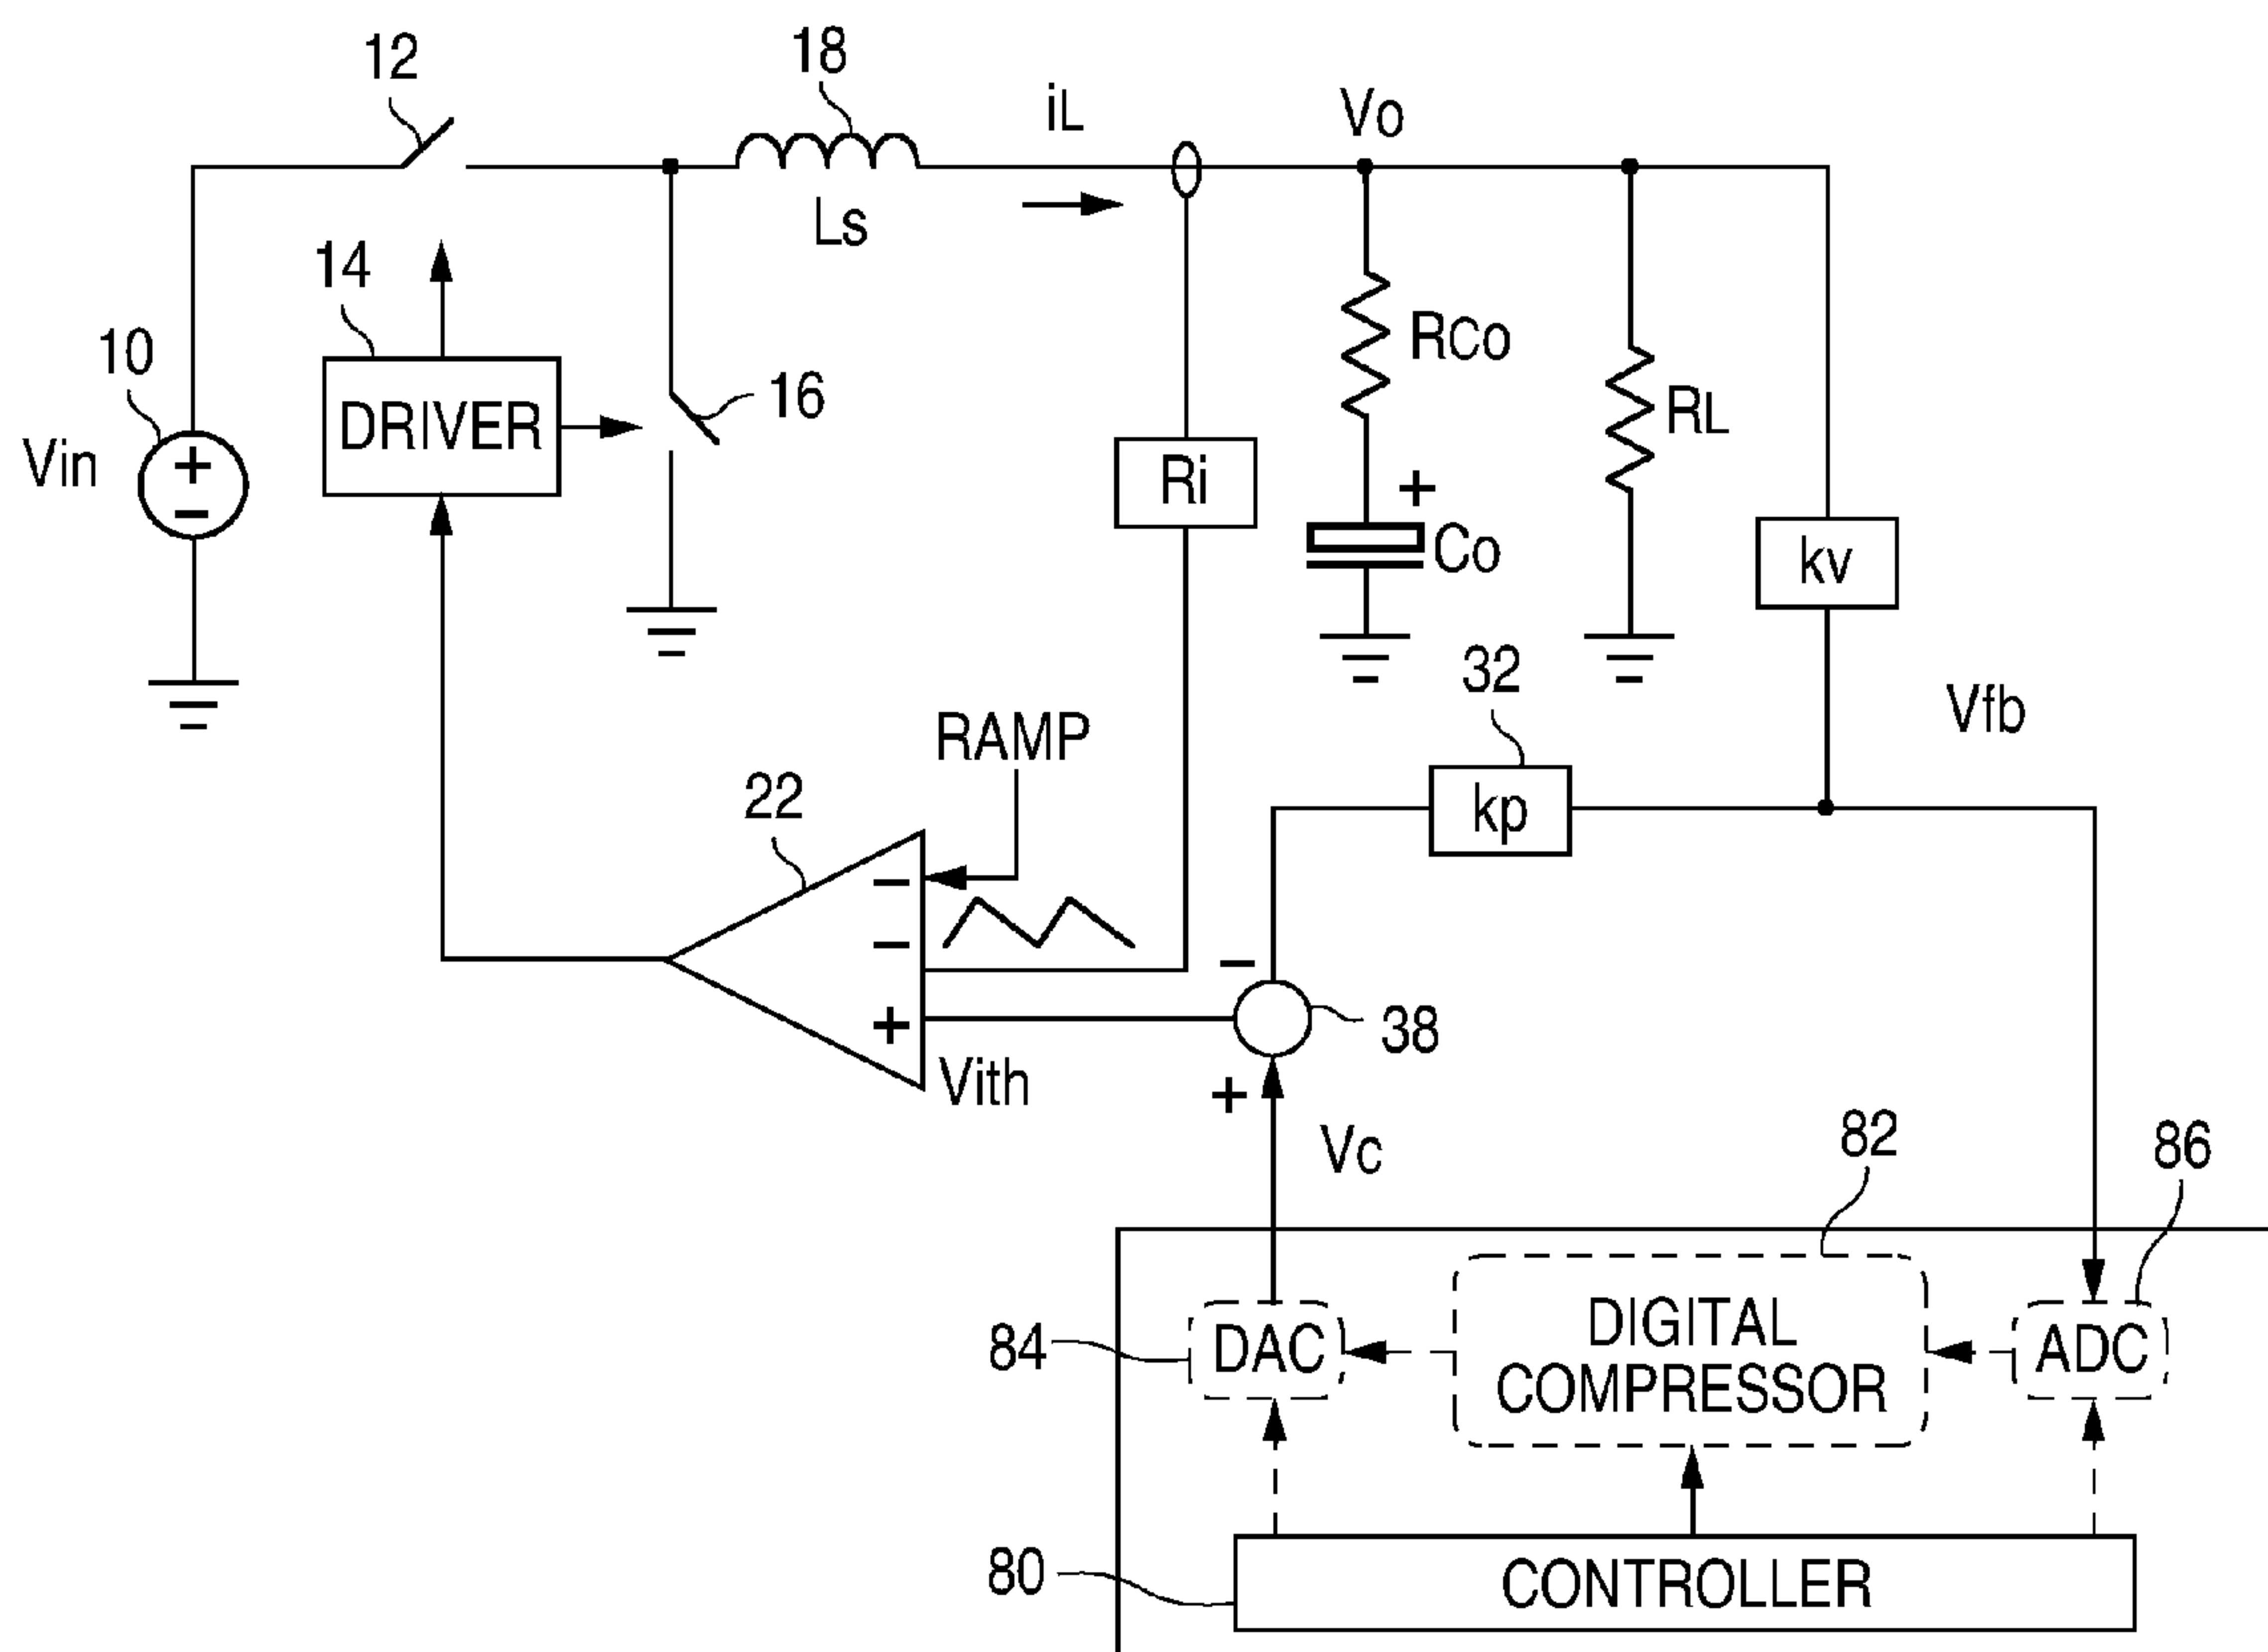 12
18
iL
Vo
Ls
14
10
Vin
DRIVER
16
RCo
RL
Ri
+
Co
kv
+
−
32
Vfb
RAMP
22
kp
−
−
−
+
38
Vith
+
Vc
82
86
84
DAC
DIGITAL
COMPRESSOR
ADC
80
CONTROLLER